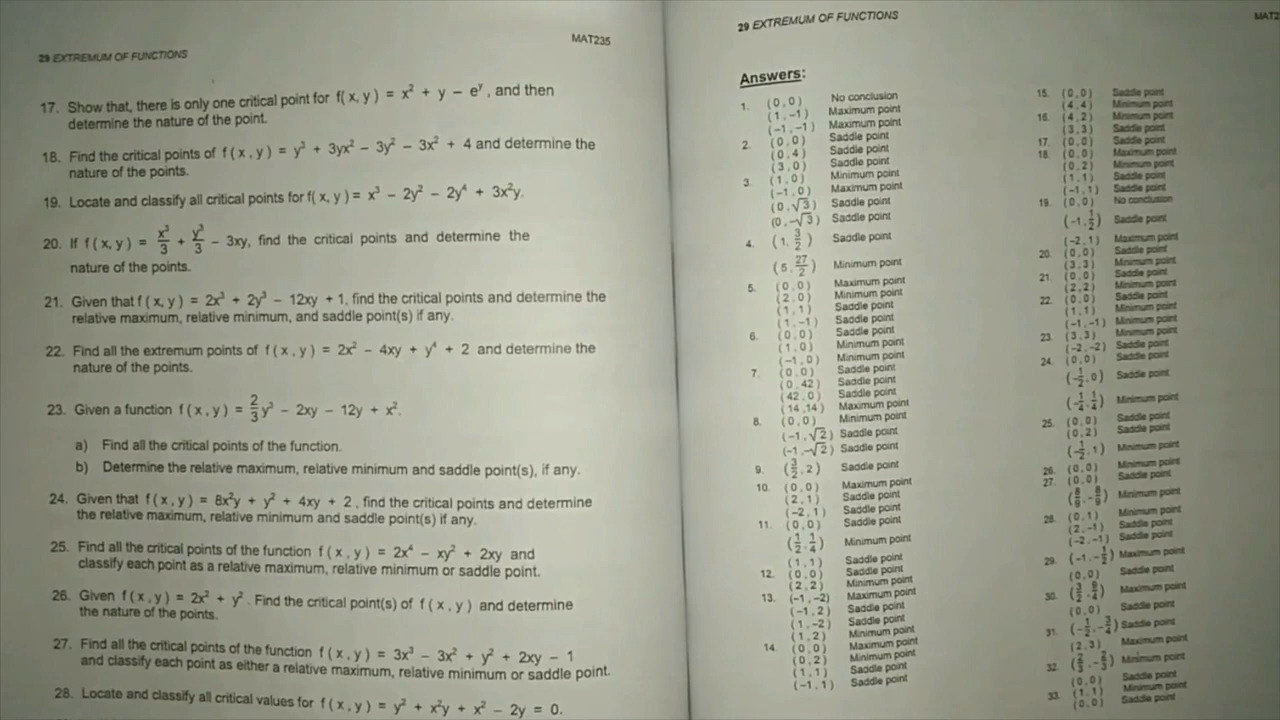 29 EXTREMUM OF FUNCTIONS
MAT235
17. Show that, there is only one critical point for f(x, y) = x² + y − eʸ, and then
determine the nature of the point.
18. Find the critical points of f(x, y) = y³ + 3yx² − 3y² − 3x² + 4 and determine the
nature of the points.
19. Locate and classify all critical points for f(x, y) = x³ − 2y² − 2y⁴ + 3x²y.
20. If f(x, y) = x³/3 + y³/3 − 3xy, find the critical points and determine the
nature of the points.
21. Given that f(x, y) = 2x³ + 2y³ − 12xy + 1, find the critical points and determine the
relative maximum, relative minimum, and saddle point(s) if any.
22. Find all the extremum points of f(x, y) = 2x² − 4xy + y⁴ + 2 and determine the
nature of the points.
23. Given a function f(x, y) = 2/3y³ − 2xy − 12y + x².
a) Find all the critical points of the function.
b) Determine the relative maximum, relative minimum and saddle point(s), if any.
24. Given that f(x, y) = 8x²y + y² + 4xy + 2, find the critical points and determine
the relative maximum, relative minimum and saddle point(s) if any.
25. Find all the critical points of the function f(x, y) = 2x⁴ − xy² + 2xy and
classify each point as a relative maximum, relative minimum or saddle point.
26. Given f(x, y) = 2x² + y². Find the critical point(s) of f(x, y) and determine
the nature of the points.
27. Find all the critical points of the function f(x, y) = 3x³ − 3x² + y² + 2xy − 1
and classify each point as either a relative maximum, relative minimum or saddle point.
28. Locate and classify all critical values for f(x, y) = y² + x²y + x² − 2y = 0.
29 EXTREMUM OF FUNCTIONS
Answers:
1. (0,0) No conclusion
(1,−1) Maximum point
(−1,−1) Maximum point
2. (0,0) Saddle point
(0,4) Saddle point
(3,0) Saddle point
3. (1,0) Minimum point
(−1,0) Maximum point
(0,√3) Saddle point
(0,−√3) Saddle point
4. (1,3/2) Saddle point
(5,27/2) Minimum point
5. (0,0) Maximum point
(2,0) Minimum point
(1,1) Saddle point
(1,−1) Saddle point
6. (0,0) Saddle point
(1,0) Minimum point
(−1,0) Minimum point
7. (0,0) Saddle point
(0,42) Saddle point
(42,0) Saddle point
(14,14) Maximum point
8. (0,0) Minimum point
(−1,√2) Saddle point
(−1,−√2) Saddle point
9. (3/2,2) Saddle point
10. (0,0) Maximum point
(2,1) Saddle point
(−2,1) Saddle point
11. (0,0) Saddle point
(1/2,1/4) Minimum point
(1,1) Saddle point
12. (0,0) Saddle point
(2,2) Minimum point
13. (−1,−2) Maximum point
(−1,2) Saddle point
(1,−2) Saddle point
(1,2) Minimum point
14. (0,0) Maximum point
(0,2) Minimum point
(1,1) Saddle point
(−1,1) Saddle point
15. (0,0) Saddle point
(4,4) Minimum point
16. (4,2) Minimum point
(3,3) Saddle point
17. (0,0) Saddle point
18. (0,0) Maximum point
(0,2) Minimum point
(1,1) Saddle point
(−1,1) Saddle point
19. (0,0) No conclusion
(−1,1/2) Saddle point
(−2,1) Maximum point
20. (0,0) Saddle point
(3,3) Minimum point
21. (0,0) Saddle point
(2,2) Minimum point
22. (0,0) Saddle point
(1,1) Minimum point
(−1,−1) Minimum point
23. (3,3) Minimum point
(−2,−2) Saddle point
24. (0,0) Saddle point
(−1/2,0) Saddle point
(−1/4,1/4) Minimum point
25. (0,0) Saddle point
(0,2) Saddle point
(−1/2,1) Minimum point
26. (0,0) Minimum point
27. (0,0) Saddle point
(8/9,−8/9) Minimum point
28. (0,1) Minimum point
(2,−1) Saddle point
(−2,−1) Saddle point
29. (−1,−1/2) Maximum point
(0,0) Saddle point
30. (3/2,9/4) Maximum point
(0,0) Saddle point
31. (−1/2,−3/4) Saddle point
(2,3) Maximum point
32. (2/3,−2/3) Minimum point
(0,0) Saddle point
33. (1,1) Minimum point
(0,0) Saddle point